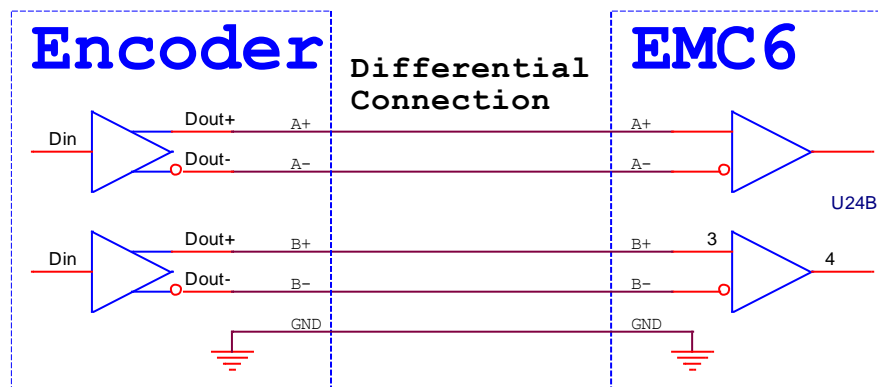 Encoder
Differential
Connection
EMC6
Dout+
A+
A+
Din
Dout-
A-
A-
U24B
Dout+
B+
B+
3
Din
4
Dout-
B-
B-
GND
GND